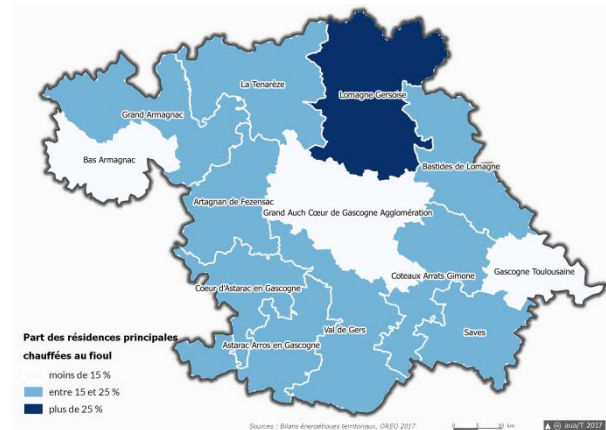 La Tenarèze
Lomagne Gersoise
Grand Armagnac
Bas Armagnac
Bastides de Lomagne
Artagnan de Fezensac
Grand Auch Cœur de Gascogne Agglomération
Gascogne Toulousaine
Coteaux Arrats Gimone
Coeur d'Astarac en Gascogne
Val de Gers
Saves
Astarac Arros en Gascogne
Part des résidences principales
chauffées au fioul
moins de 15 %
entre 15 et 25 %
plus de 25 %
Sources : Bilans énergétiques territoriaux, OREO 2017
0 5 10 km
aua/T 2017